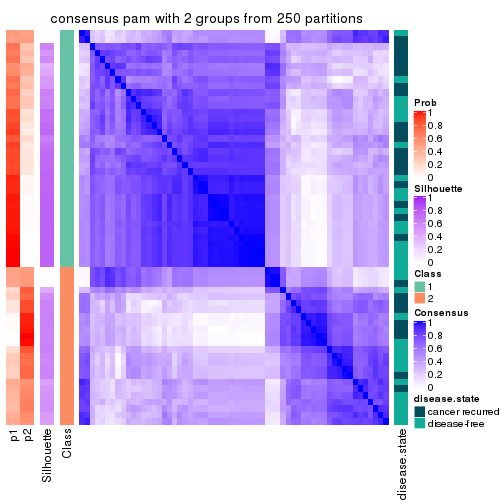 consensus pam with 2 groups from 250 partitions
Prob
1
0.8
0.6
0.4
0.2
0
Silhouette
1
0.8
0.6
0.4
0.2
0
Class
1
2
Consensus
1
0.8
0.6
0.4
0.2
0
disease.state
cancer recurred
disease-free
p1
p2
Silhouette
Class
disease.state